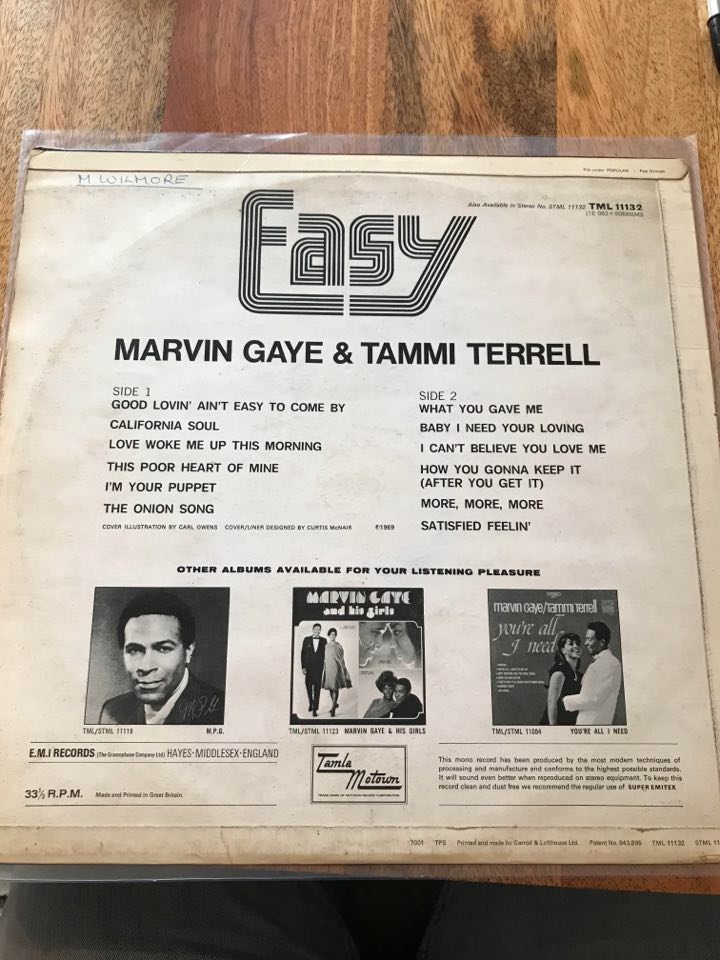 File under POPULAR : Pop Groups
M WILMORE
Easy
Also Available in Stereo No. STML 11132 TML 11132
MARVIN GAYE & TAMMI TERRELL
SIDE 1
GOOD LOVIN' AIN'T EASY TO COME BY
CALIFORNIA SOUL
LOVE WOKE ME UP THIS MORNING
THIS POOR HEART OF MINE
I'M YOUR PUPPET
THE ONION SONG
COVER ILLUSTRATION BY CARL OWENS COVER/LINER DESIGNED BY CURTIS McNAIR ℗1969
SIDE 2
WHAT YOU GAVE ME
BABY I NEED YOUR LOVING
I CAN'T BELIEVE YOU LOVE ME
HOW YOU GONNA KEEP IT
(AFTER YOU GET IT)
MORE, MORE, MORE
SATISFIED FEELIN'
OTHER ALBUMS AVAILABLE FOR YOUR LISTENING PLEASURE
M.P.G
TML/STML 11119 M.P.G.
MARVIN GAYE
and his girls
TML/STML 11123 MARVIN GAYE & HIS GIRLS
STEREO
marvin gaye/tammi terrell
you're all
I need
TML/STML 11084 YOU'RE ALL I NEED
E.M.I RECORDS (The Gramophone Company Ltd) HAYES·MIDDLESEX·ENGLAND
33⅓ R.P.M. Made and Printed in Great Britain.
Tamla
Motown
TRADE MARK OF MOTOWN RECORD CORPORATION
This mono record has been produced by the most modern techniques of
processing and manufacture and conforms to the highest possible standards.
It will sound even better when reproduced on stereo equipment. To keep this
record clean and dust free we recommend the regular use of SUPER EMITEX
7001 TPS Printed and made by Garrod & Lofthouse Ltd. Patent No. 943,895 TML 11132 STML 11